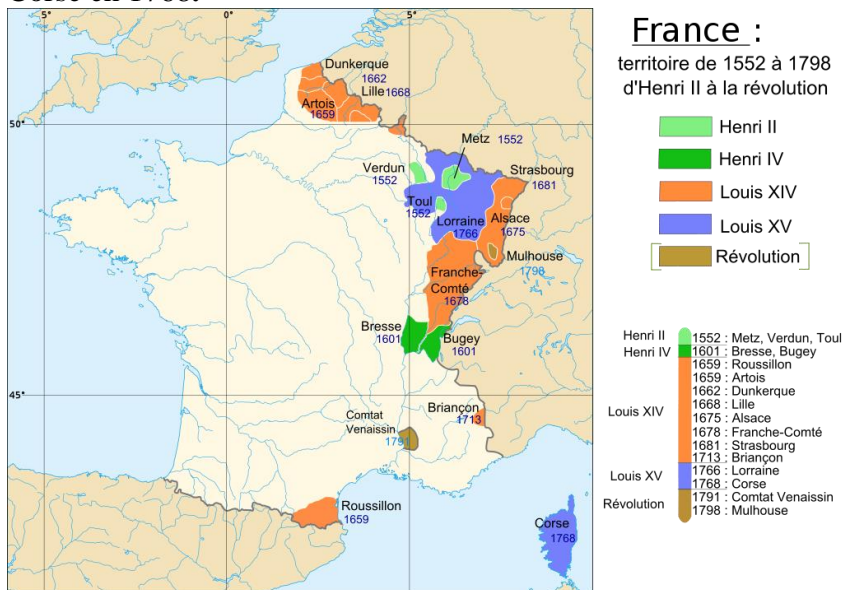 Corse en 1768.
5°
0°
5°
Dunkerque
1662
Lille 1668
Artois
1659
50°
Metz 1552
Verdun
1552
Strasbourg
1681
Toul
1552
Lorraine
1766
Alsace
1675
Mulhouse
1798
Franche-
Comté
1678
Bresse
1601
Bugey
1601
45°
Briançon
1713
Comtat
Venaissin
1791
Roussillon
1659
Corse
1768
France :
territoire de 1552 à 1798
d'Henri II à la révolution
Henri II
Henri IV
Louis XIV
Louis XV
Révolution
Henri II 1552 : Metz, Verdun, Toul
Henri IV 1601 : Bresse, Bugey
1659 : Roussillon
1659 : Artois
1662 : Dunkerque
1668 : Lille
Louis XIV 1675 : Alsace
1678 : Franche-Comté
1681 : Strasbourg
1713 : Briançon
Louis XV 1766 : Lorraine
1768 : Corse
Révolution 1791 : Comtat Venaissin
1798 : Mulhouse